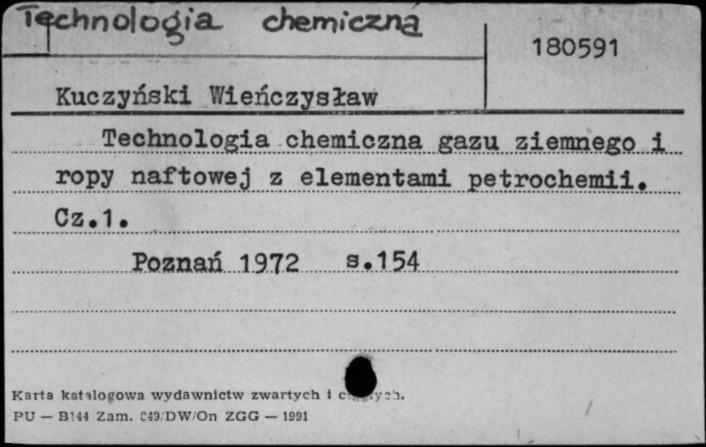 Technologia chemiczna
180591
Kuczyński Wieńczysław
Technologia chemiczna gazu ziemnego i
ropy naftowej z elementami petrochemii.
Cz.1.
Poznań 1972 s.154
Karta katalogowa wydawnictw zwartych i
PU — B144 Zam. DW/On ZGG — 1991